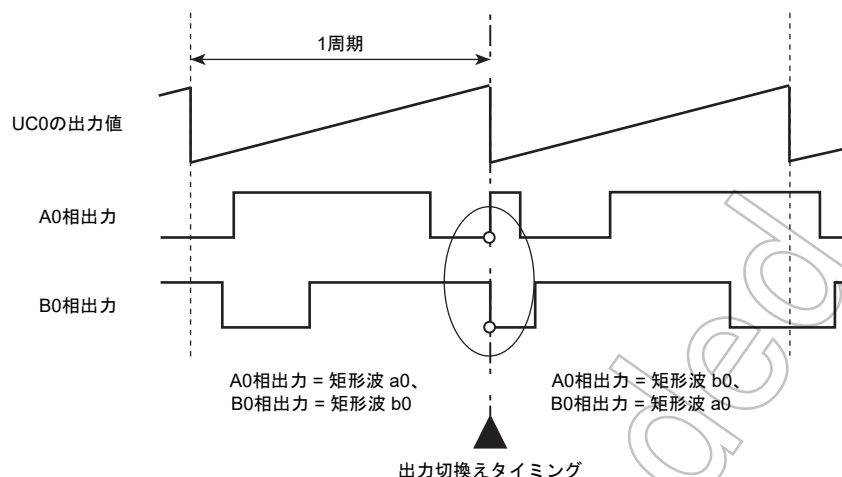 1周期
UC0の出力値
A0相出力
B0相出力
A0相出力 = 矩形波 a0、
B0相出力 = 矩形波 b0
A0相出力 = 矩形波 b0、
B0相出力 = 矩形波 a0
出力切換えタイミング
ded